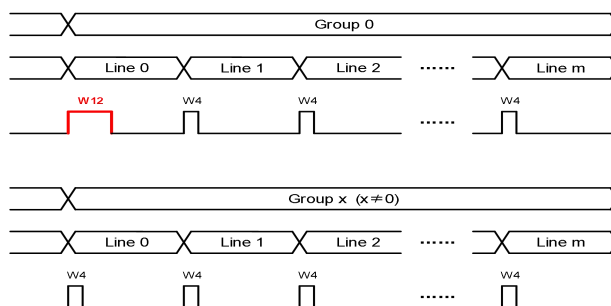 Group 0
Line 0 Line 1 Line 2 ...... Line m
W12 W4 W4 ...... W4
Group x (x≠0)
Line 0 Line 1 Line 2 ...... Line m
W4 W4 W4 ...... W4